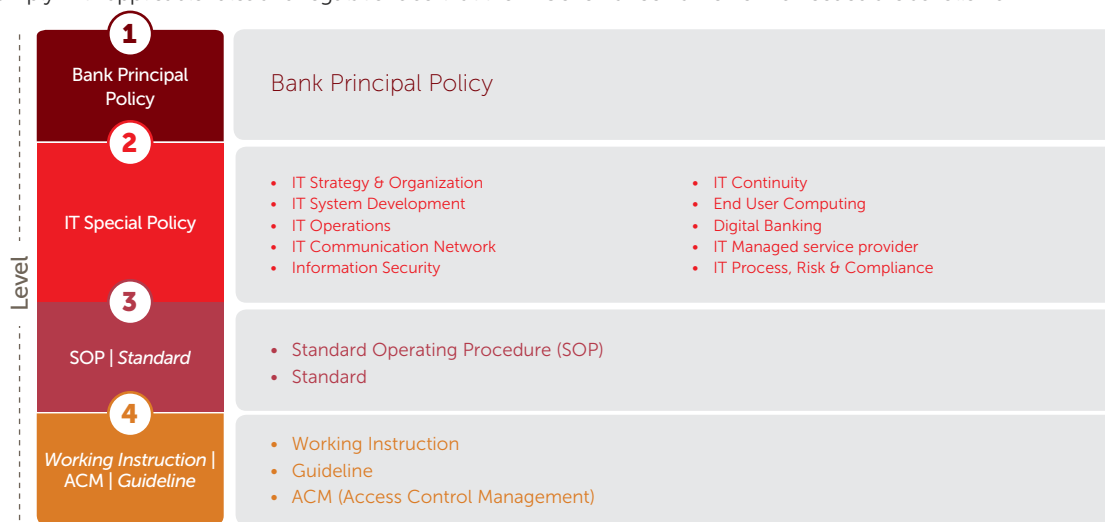 Level
1
Bank Principal
Policy
Bank Principal Policy
2
IT Special Policy
• IT Strategy & Organization
• IT System Development
• IT Operations
• IT Communication Network
• Information Security
• IT Continuity
• End User Computing
• Digital Banking
• IT Managed service provider
• IT Process, Risk & Compliance
3
SOP | Standard
• Standard Operating Procedure (SOP)
• Standard
4
Working Instruction |
ACM | Guideline
• Working Instruction
• Guideline
• ACM (Access Control Management)